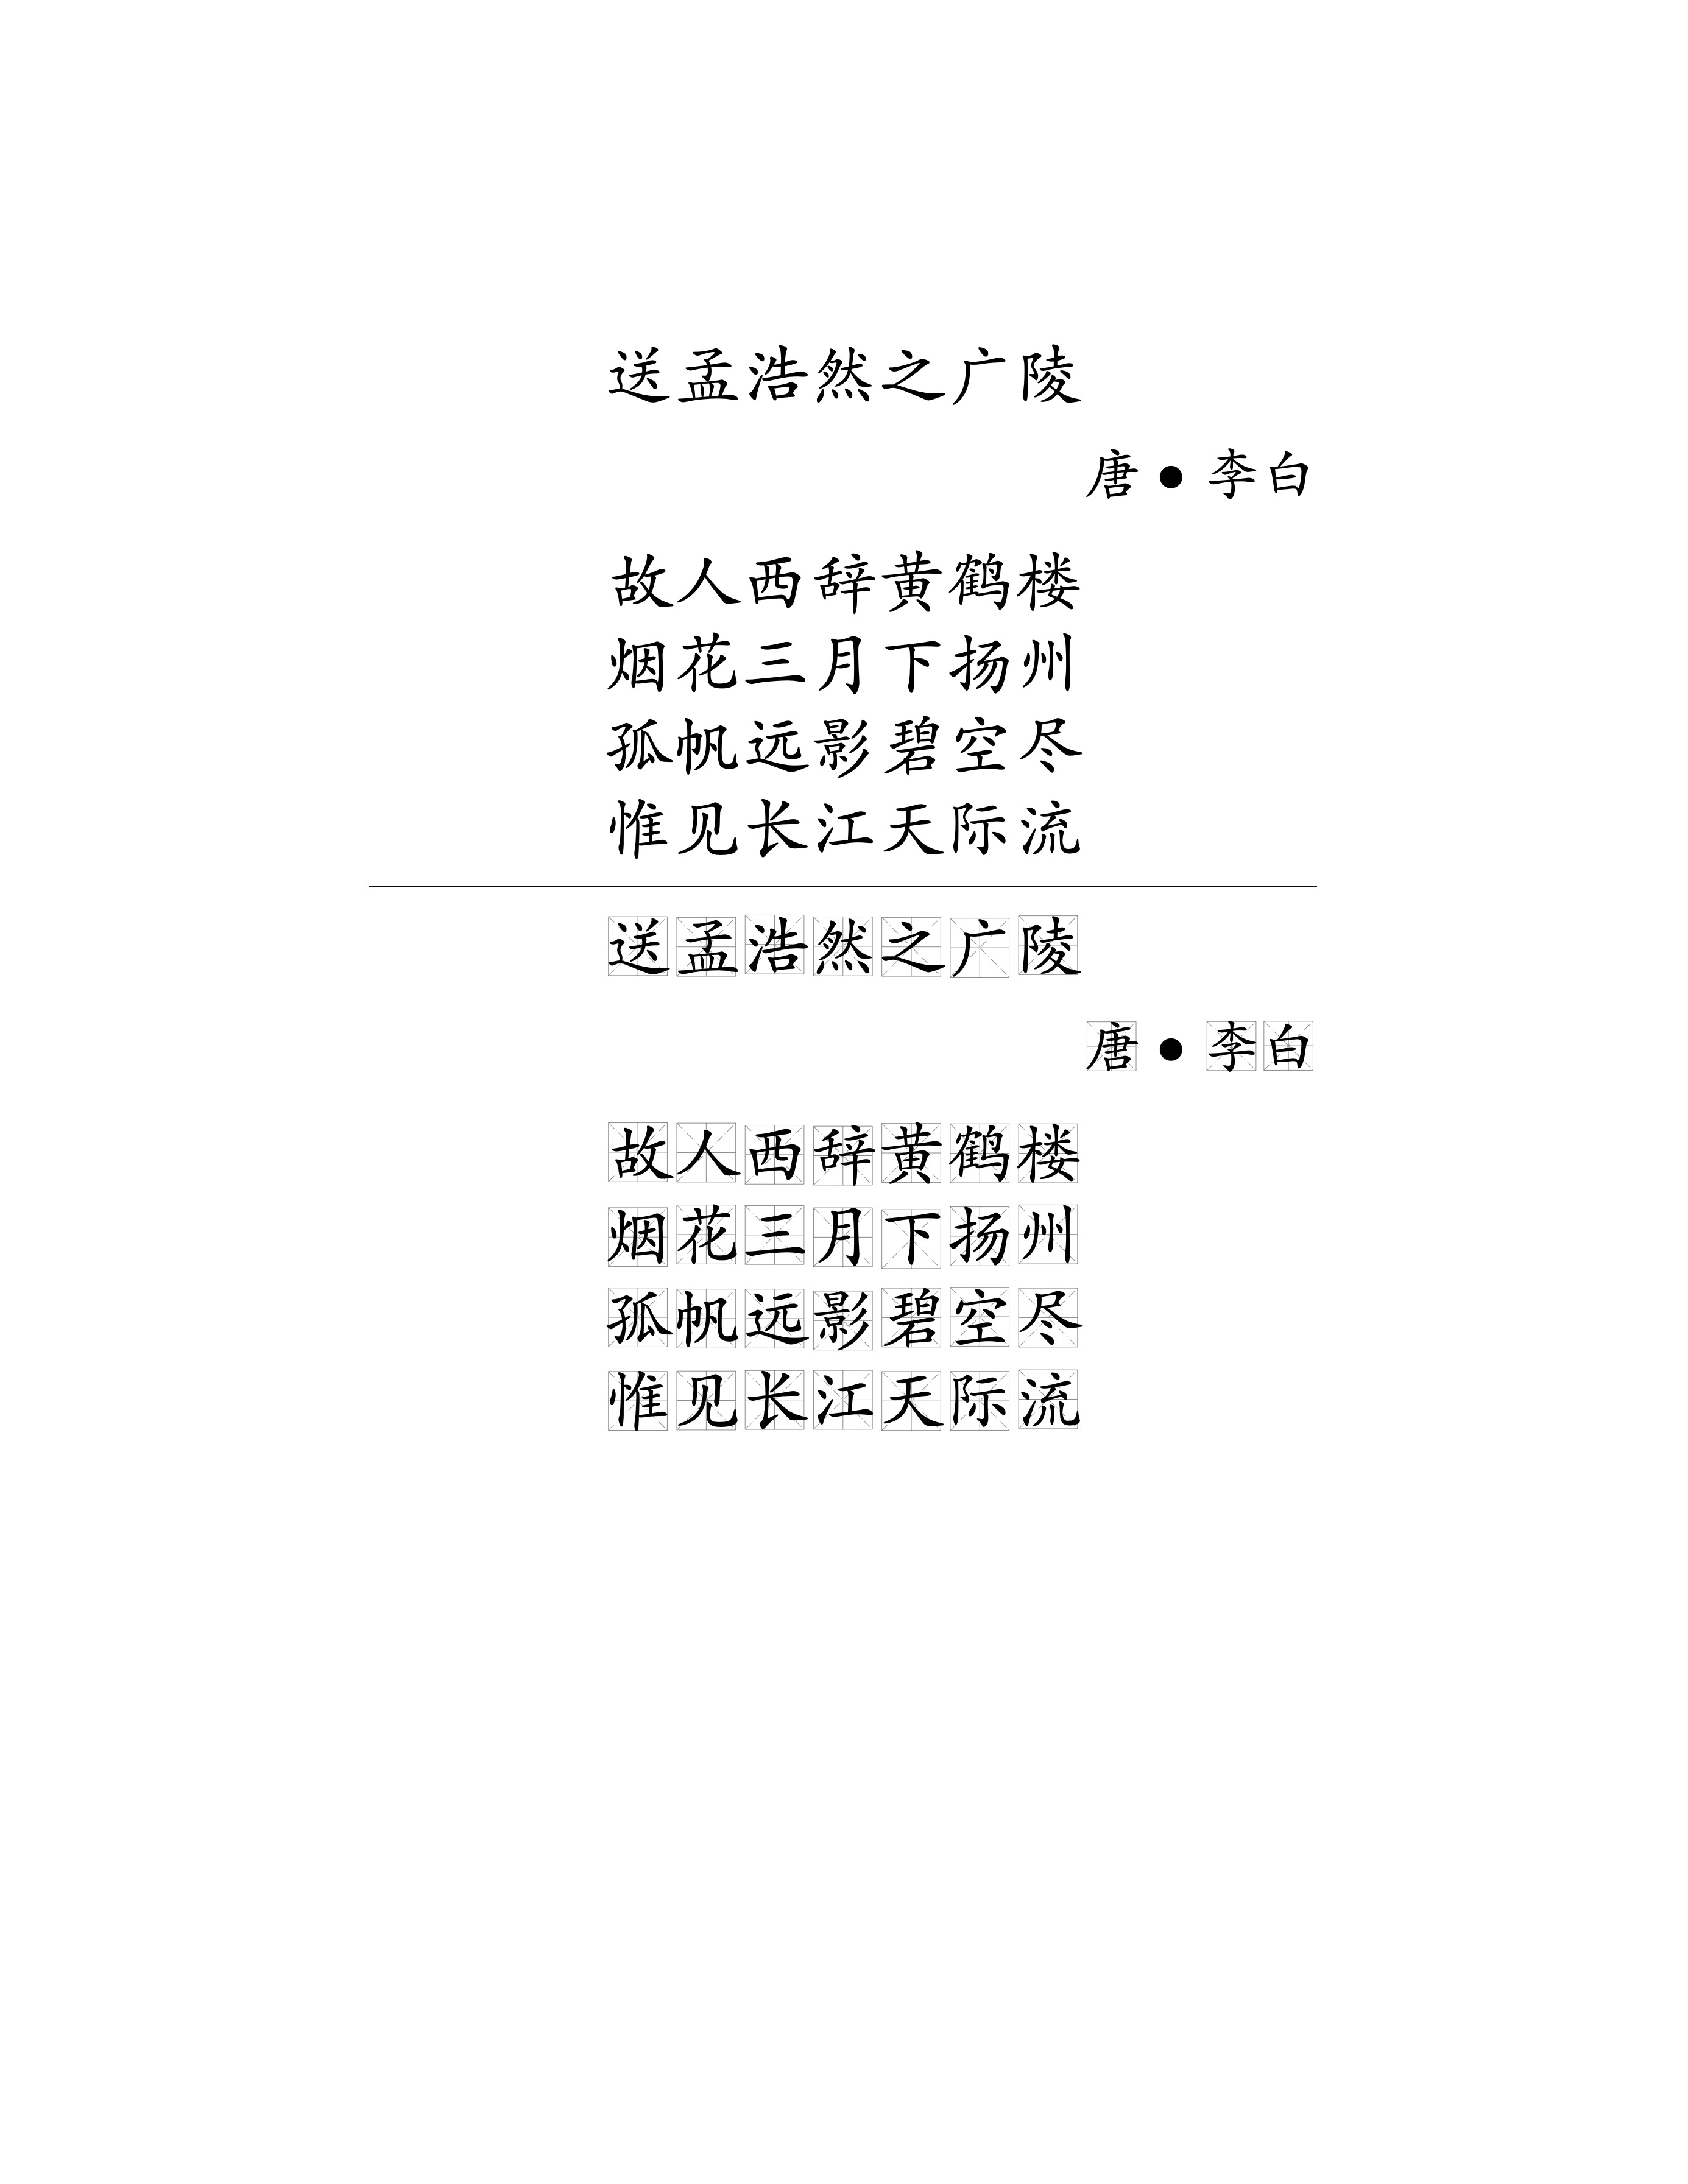 送孟浩然之广陵
唐 ● 李白
故人西辞黄鹤楼
烟花三月下扬州
孤帆远影碧空尽
惟见长江天际流
送孟浩然之广陵
唐 ● 李白
故人西辞黄鹤楼
烟花三月下扬州
孤帆远影碧空尽
惟见长江天际流